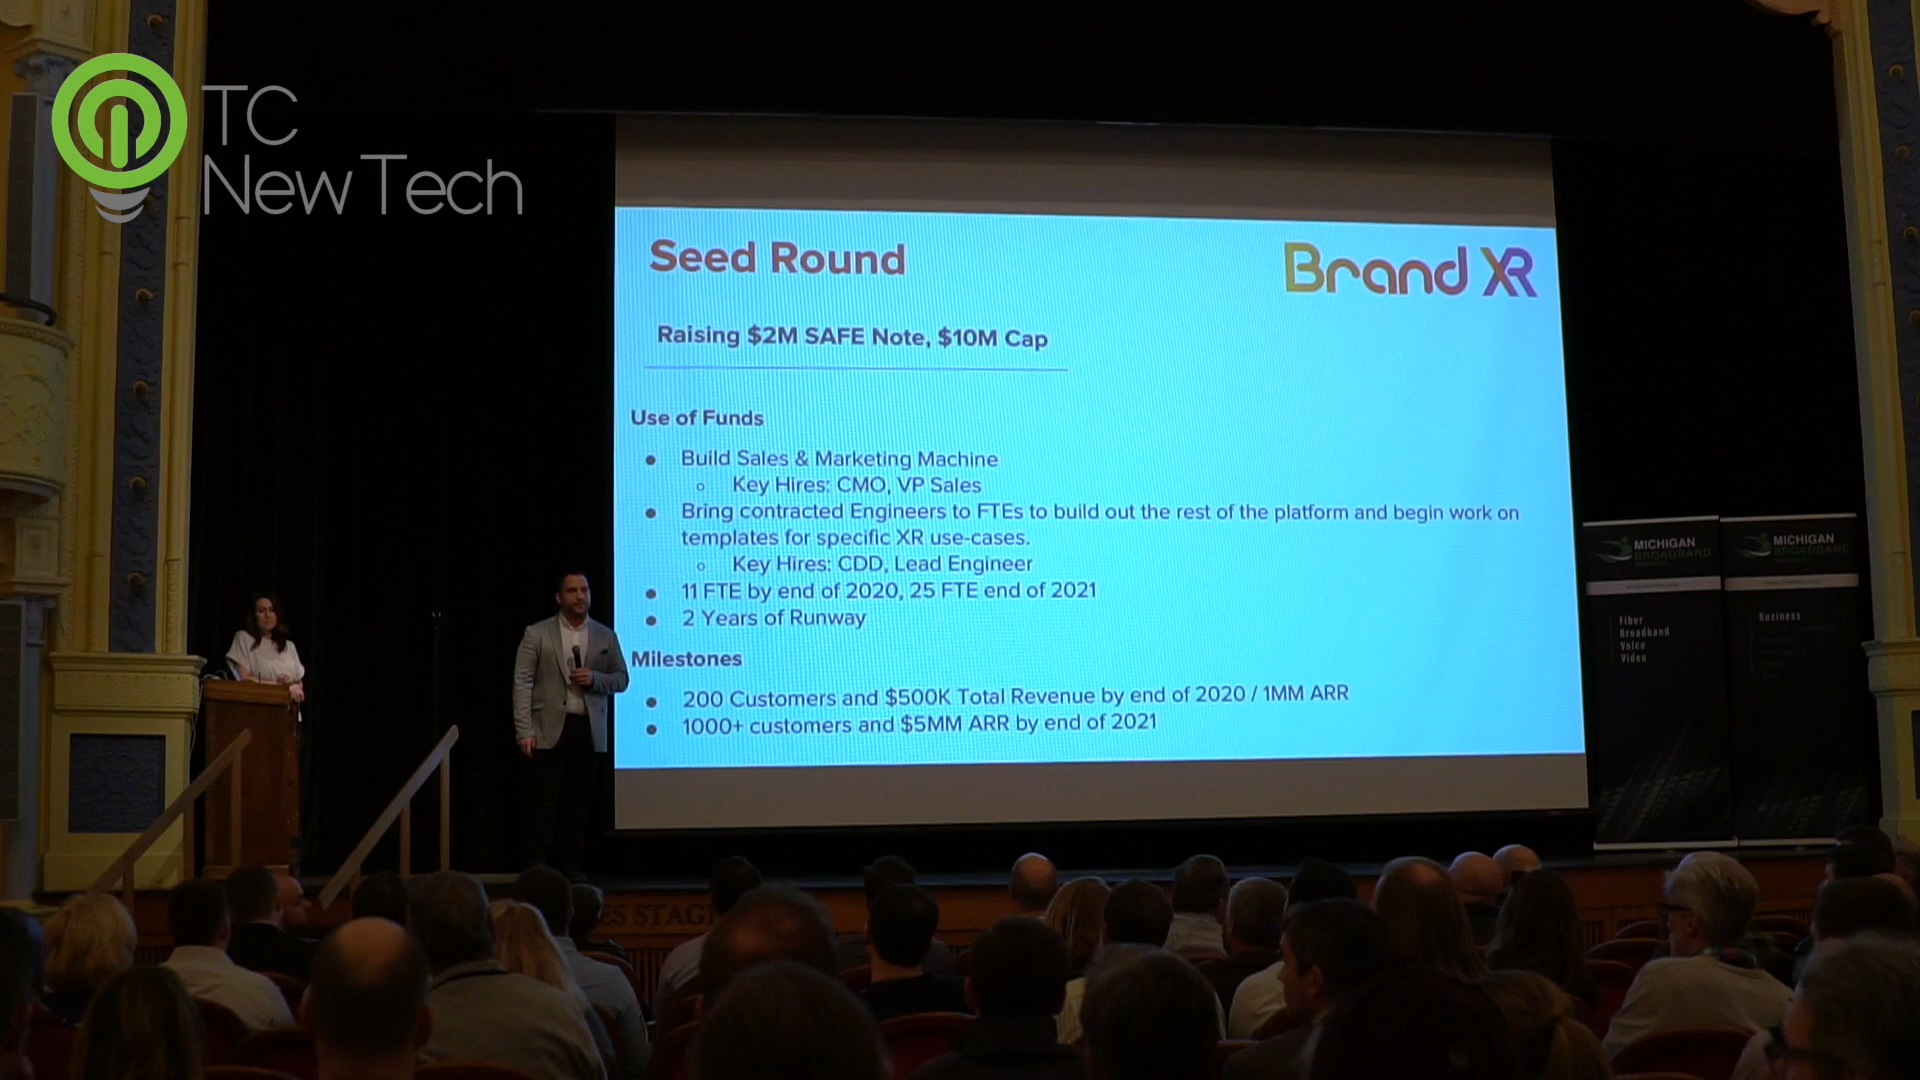 TC
New Tech
Seed Round
Brand XR
Raising $2M SAFE Note, $10M Cap
Use of Funds
● Build Sales & Marketing Machine
○ Key Hires: CMO, VP Sales
● Bring contracted Engineers to FTEs to build out the rest of the platform and begin work on
templates for specific XR use-cases.
○ Key Hires: CDD, Lead Engineer
● 11 FTE by end of 2020, 25 FTE end of 2021
● 2 Years of Runway
Milestones
● 200 Customers and $500K Total Revenue by end of 2020 / 1MM ARR
● 1000+ customers and $5MM ARR by end of 2021
MICHIGAN
BROADBAND
Fiber
Broadband
Voice
Video
MICHIGAN
BROADBAND
Business